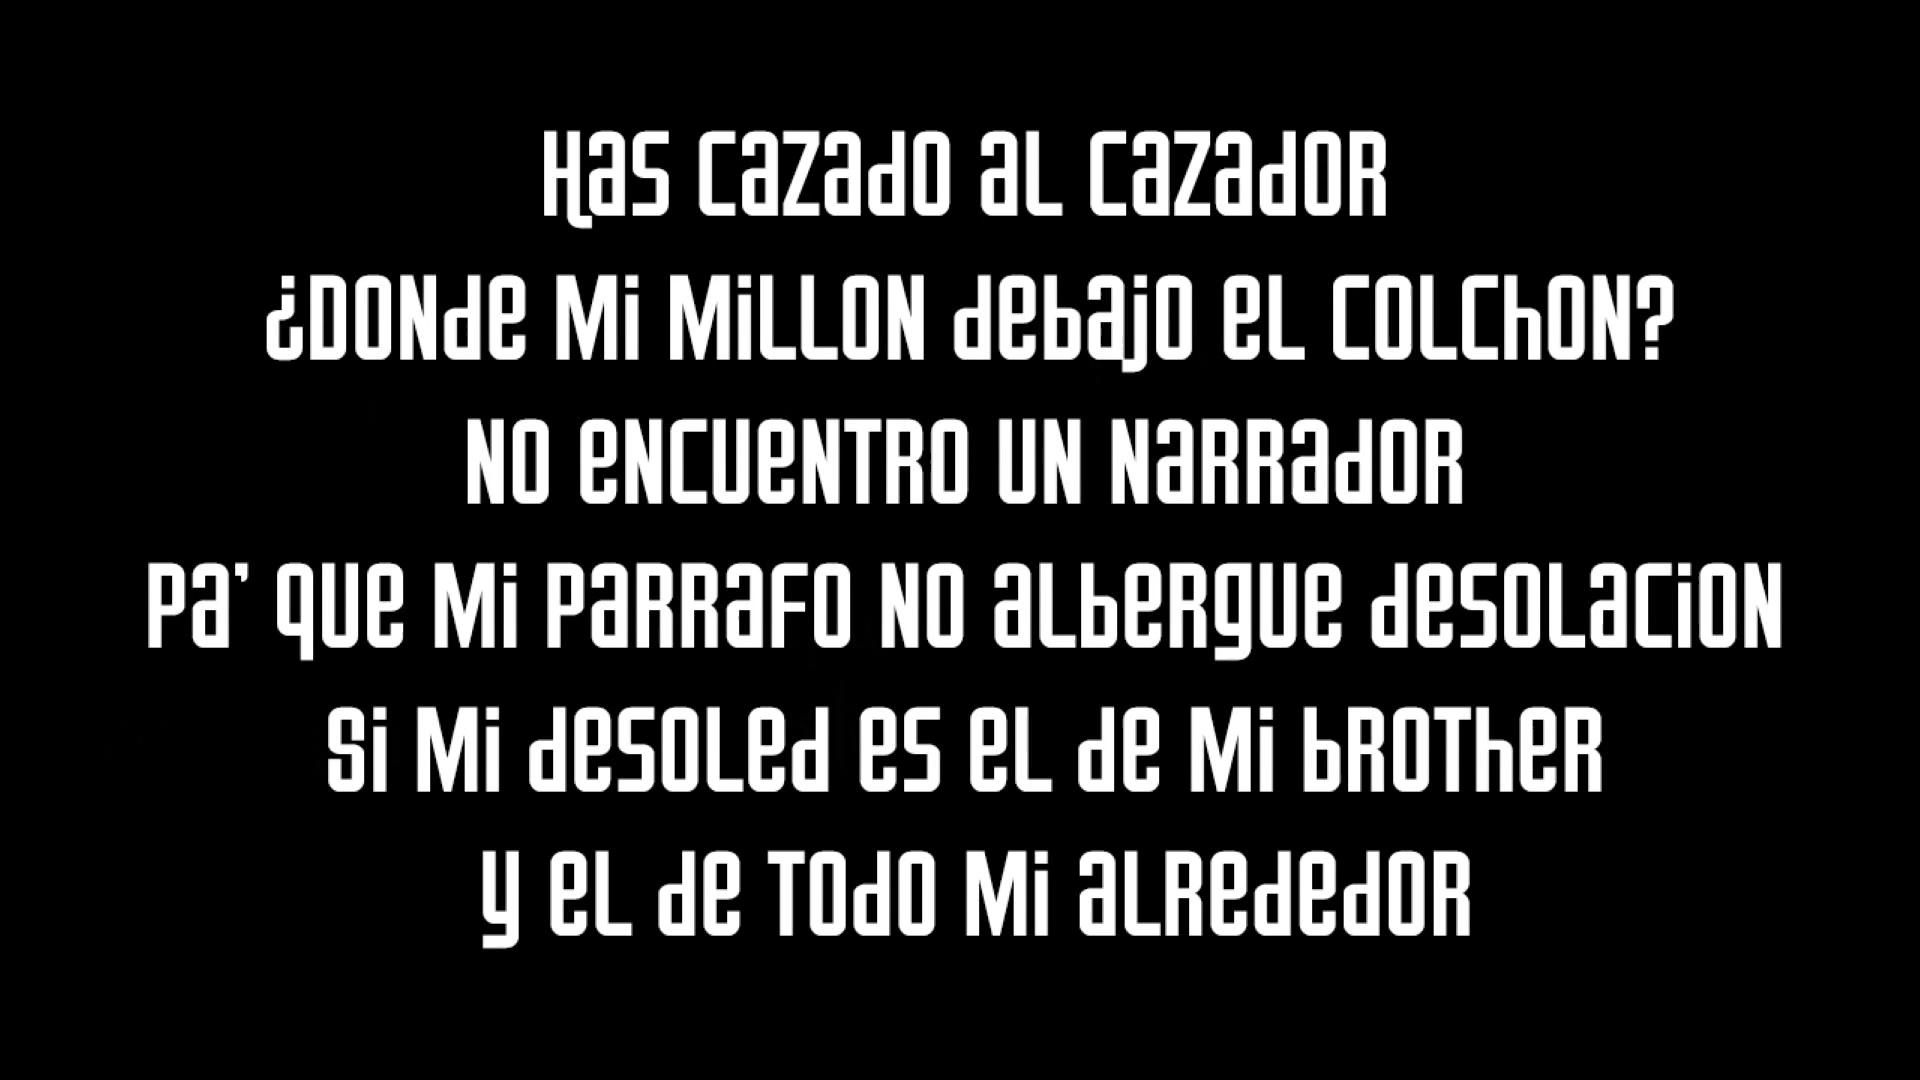 Has cazado al cazador
¿Donde mi millon debajo el colchon?
No encuentro un narrador
Pa' que mi parrafo no albergue desolacion
Si mi desoled es el de mi brother
Y el de todo mi alrededor